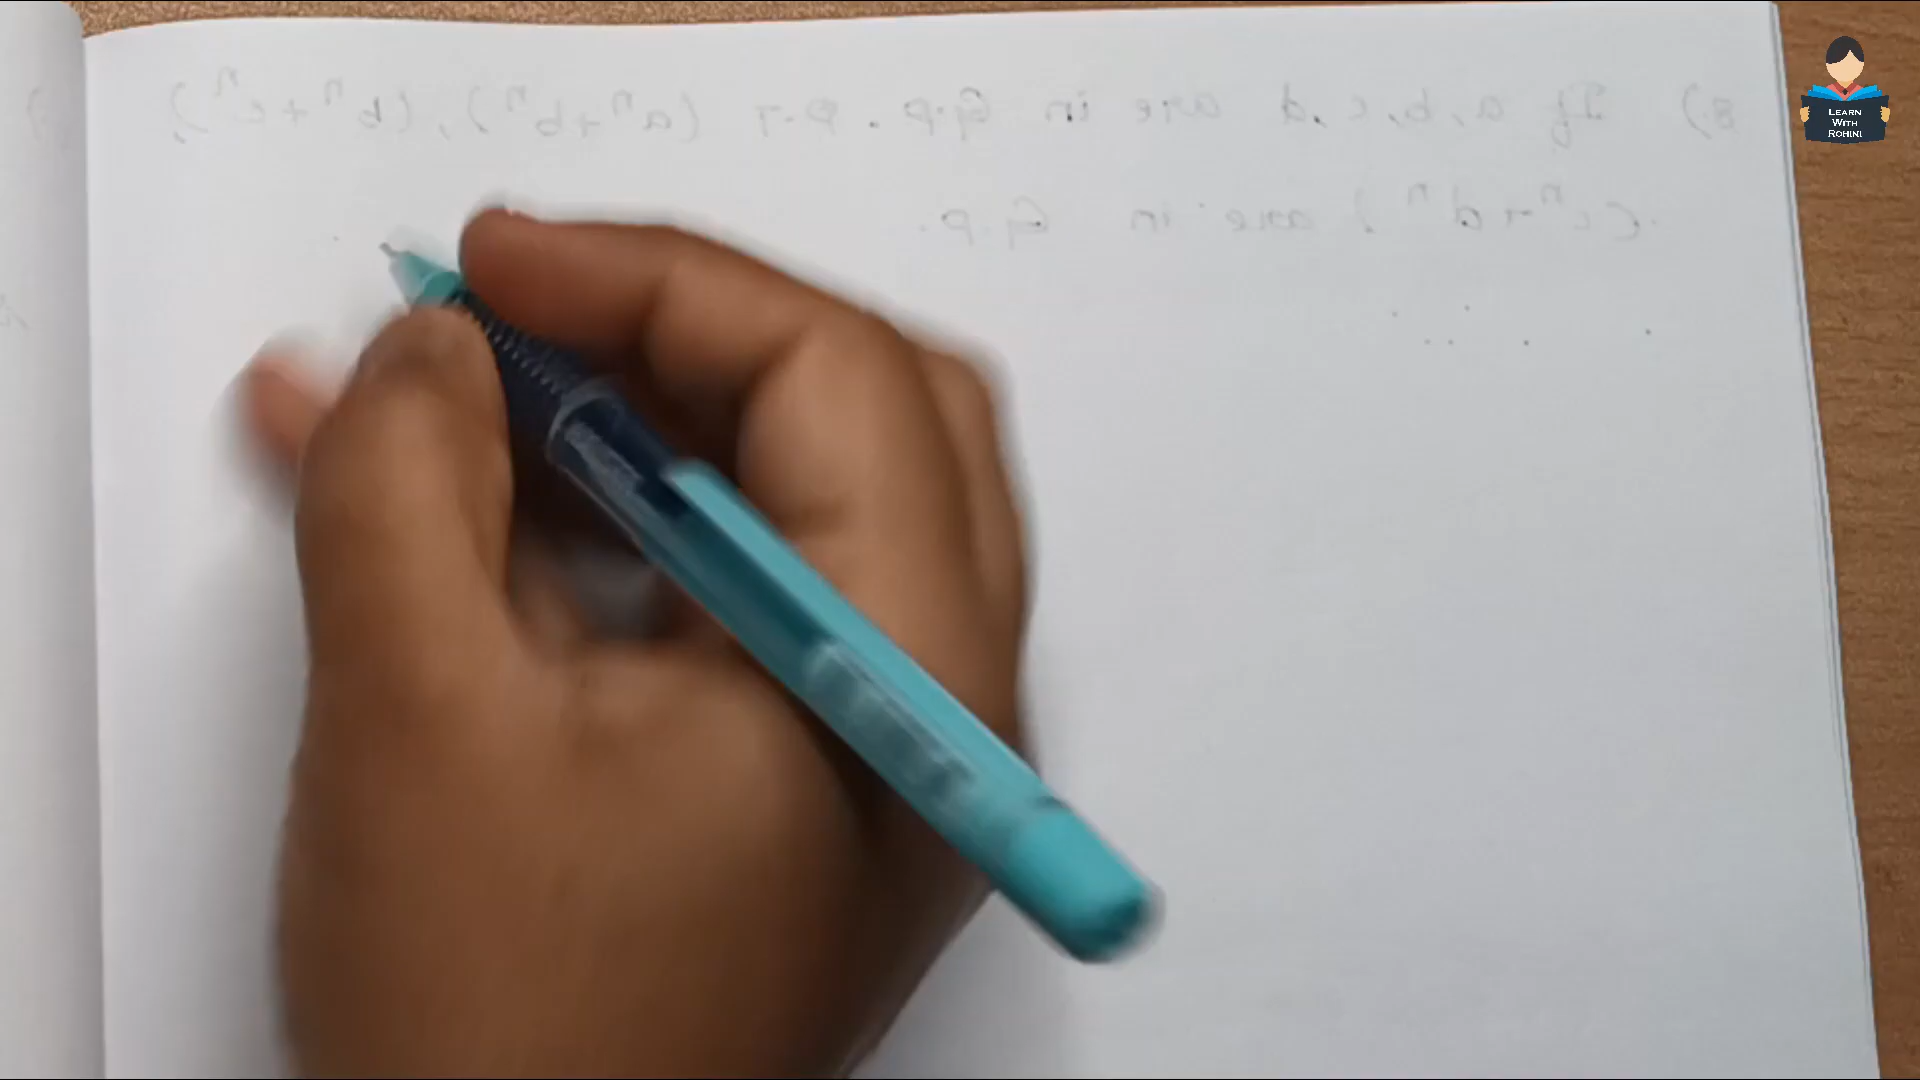 8) If a,b,c,d are in G.P. P.T (aⁿ+bⁿ), (bⁿ+cⁿ),
(cⁿ+dⁿ) are in G.P.
LEARN
WITH
ROHINI